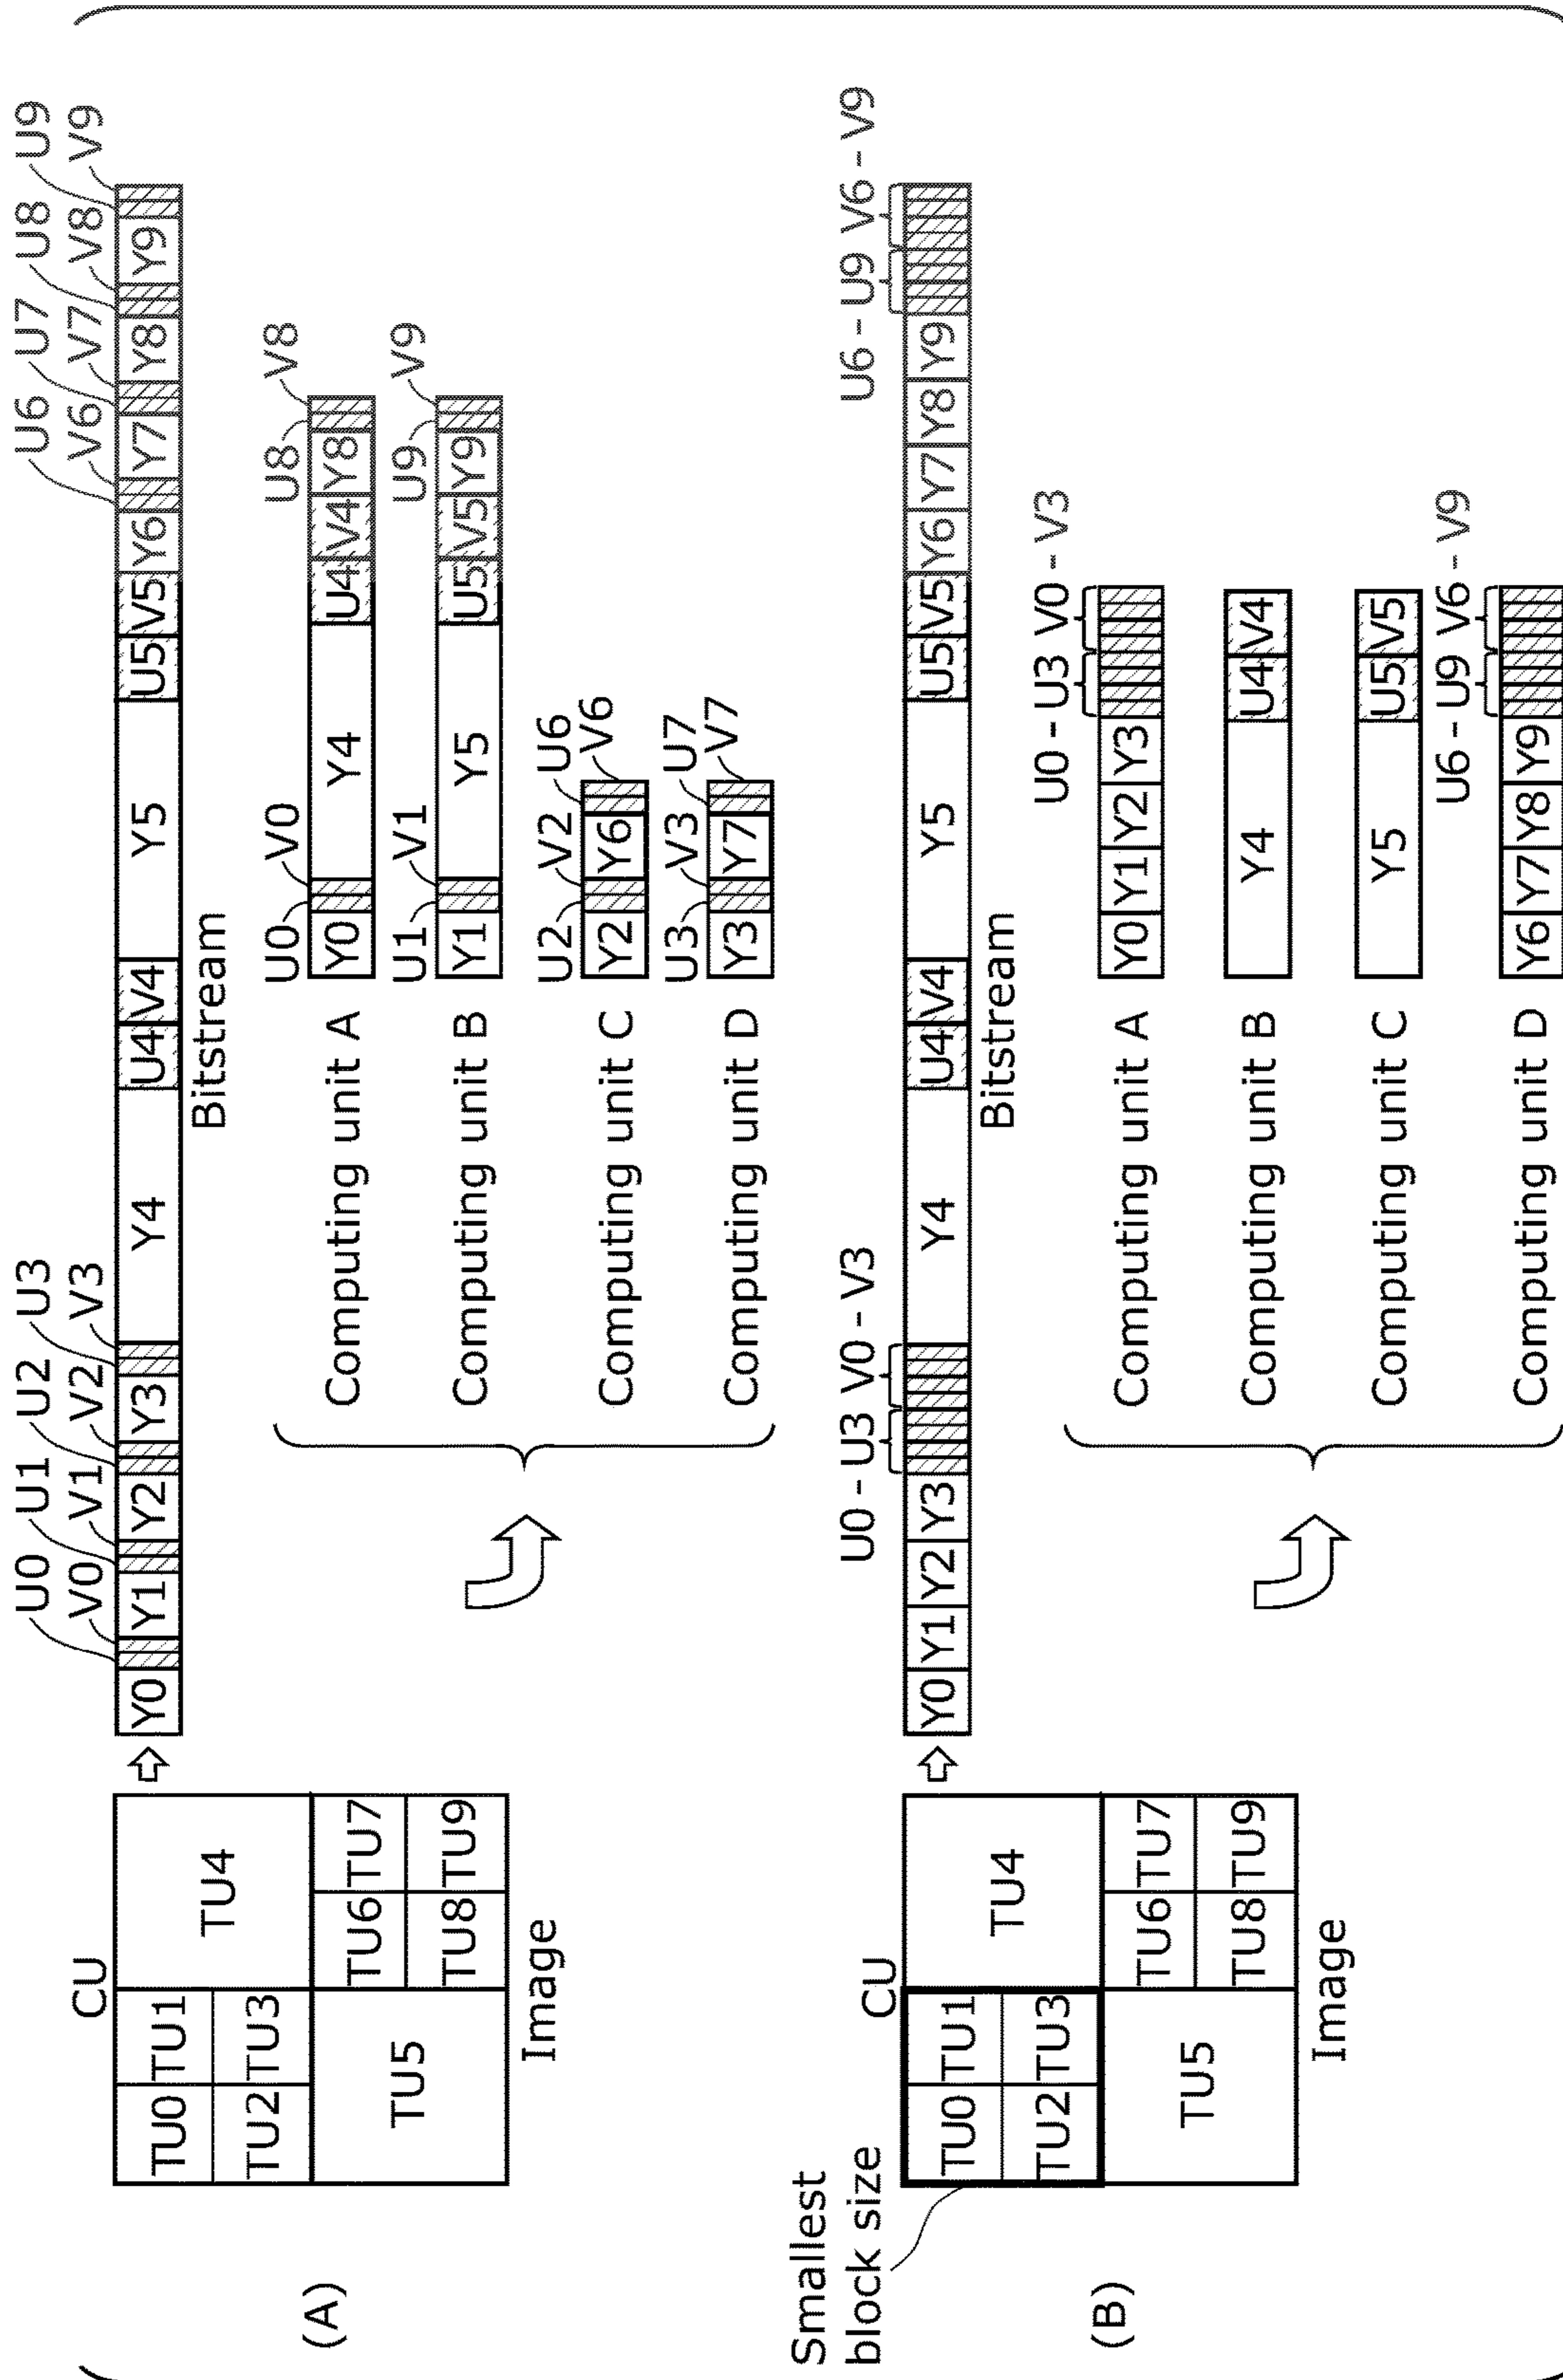 (A)
CU
TU0 TU1
TU2 TU3
TU4
TU5
TU6 TU7
TU8 TU9
Image
U0 U1 U2 U3 U6 U7 U8 U9
V0 V1 V2 V3 V6 V7 V8 V9
Y0 Y1 Y2 Y3 Y4 U4 V4 Y5 U5 V5 Y6 Y7 Y8 Y9
Bitstream
U0 V0 U8 V8
Computing unit A Y0 Y4 U4 V4 Y8
U1 V1 U9 V9
Computing unit B Y1 Y5 U5 V5 Y9
U2 V2 U6 V6
Computing unit C Y2 Y6
U3 V3 U7 V7
Computing unit D Y3 Y7
(B)
Smallest
block size
CU
TU0 TU1
TU2 TU3
TU4
TU5
TU6 TU7
TU8 TU9
Image
U0 - U3 V0 - V3 U6 - U9 V6 - V9
Y0 Y1 Y2 Y3 Y4 U4 V4 Y5 U5 V5 Y6 Y7 Y8 Y9
Bitstream
U0 - U3 V0 - V3
Computing unit A Y0 Y1 Y2 Y3
Computing unit B Y4 U4 V4
Computing unit C Y5 U5 V5
U6 - U9 V6 - V9
Computing unit D Y6 Y7 Y8 Y9